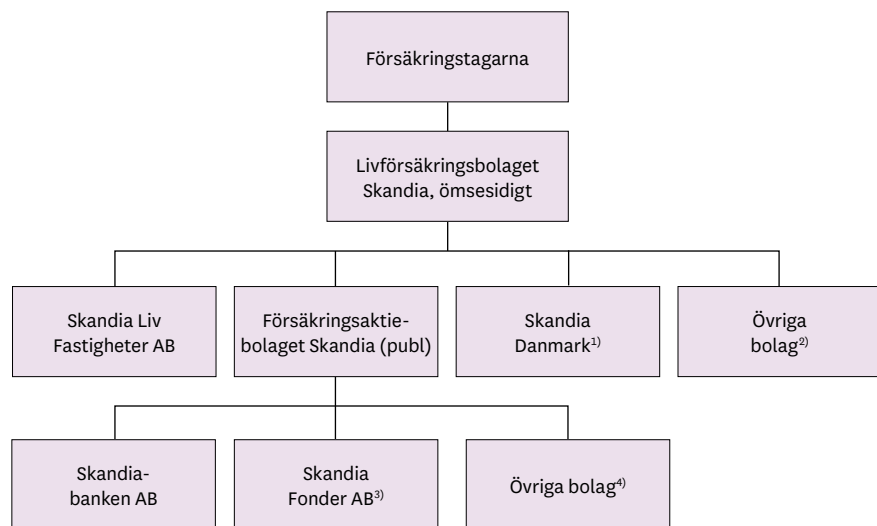 Försäkringstagarna
Livförsäkringsbolaget
Skandia, ömsesidigt
Skandia Liv
Fastigheter AB
Försäkringsaktie-
bolaget Skandia (publ)
Skandia
Danmark¹⁾
Övriga
bolag²⁾
Skandia-
banken AB
Skandia
Fonder AB³⁾
Övriga bolag⁴⁾